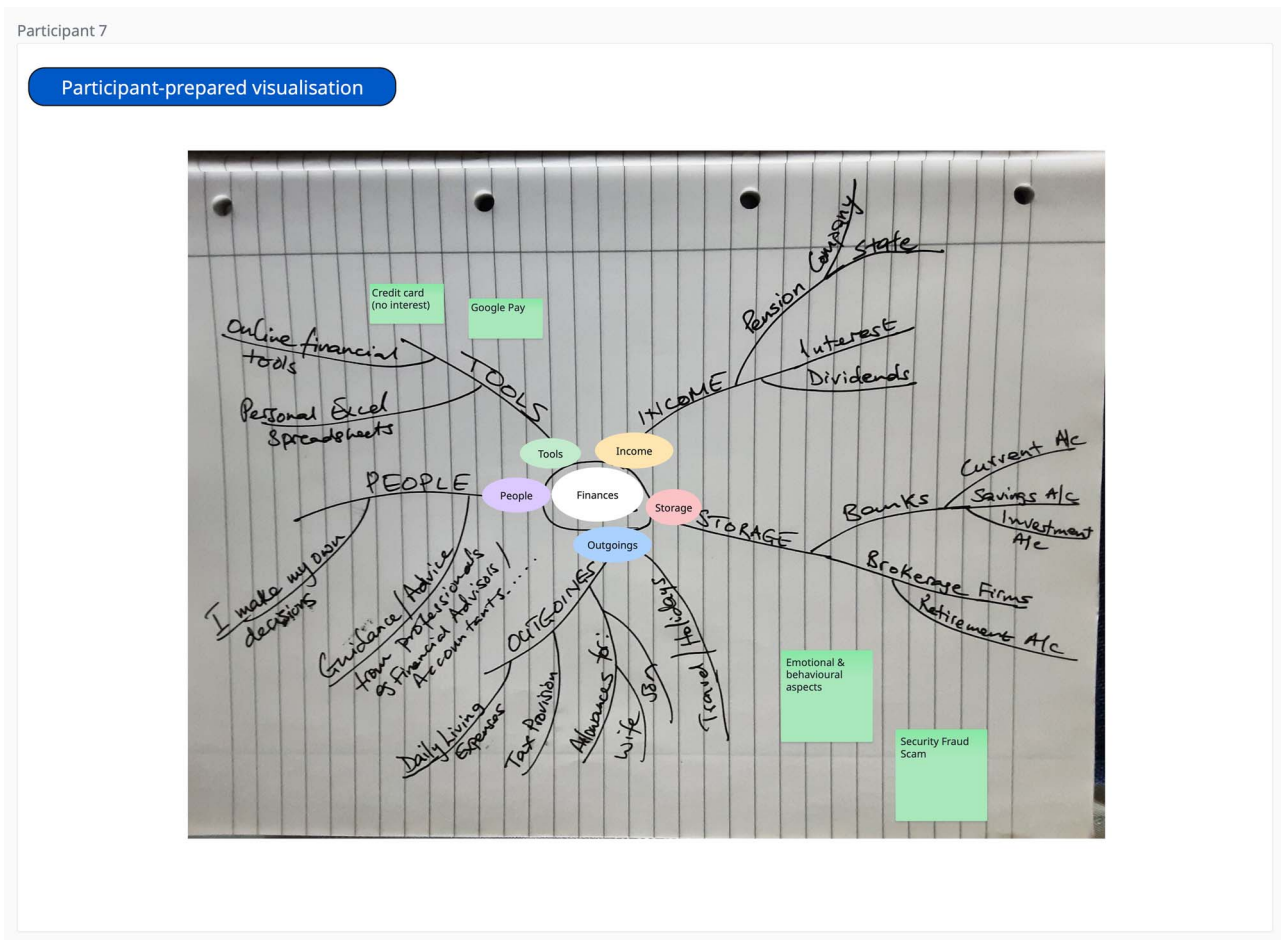 Participant 7
Participant-prepared visualisation
Credit card
(no interest)
Google Pay
Online financial
tools
TOOLS
Personal Excel
Spreadsheets
Tools
INCOME
Pension
Company
State
Interest
Dividends
Income
PEOPLE
I make my own
decisions
Guidance/Advice
from professionals
Financial Advisors/
Accountants.....
People
Finances
Storage
STORAGE
Banks
Current A/c
Savings A/c
Investment
A/c
Brokerage Firms
Retirement A/c
Outgoings
OUTGOINGS
Daily Living
Expenses
Tax Provision
Allowances for:
Wife
Son
Travel/Holidays
Emotional &
behavioural
aspects
Security Fraud
Scam